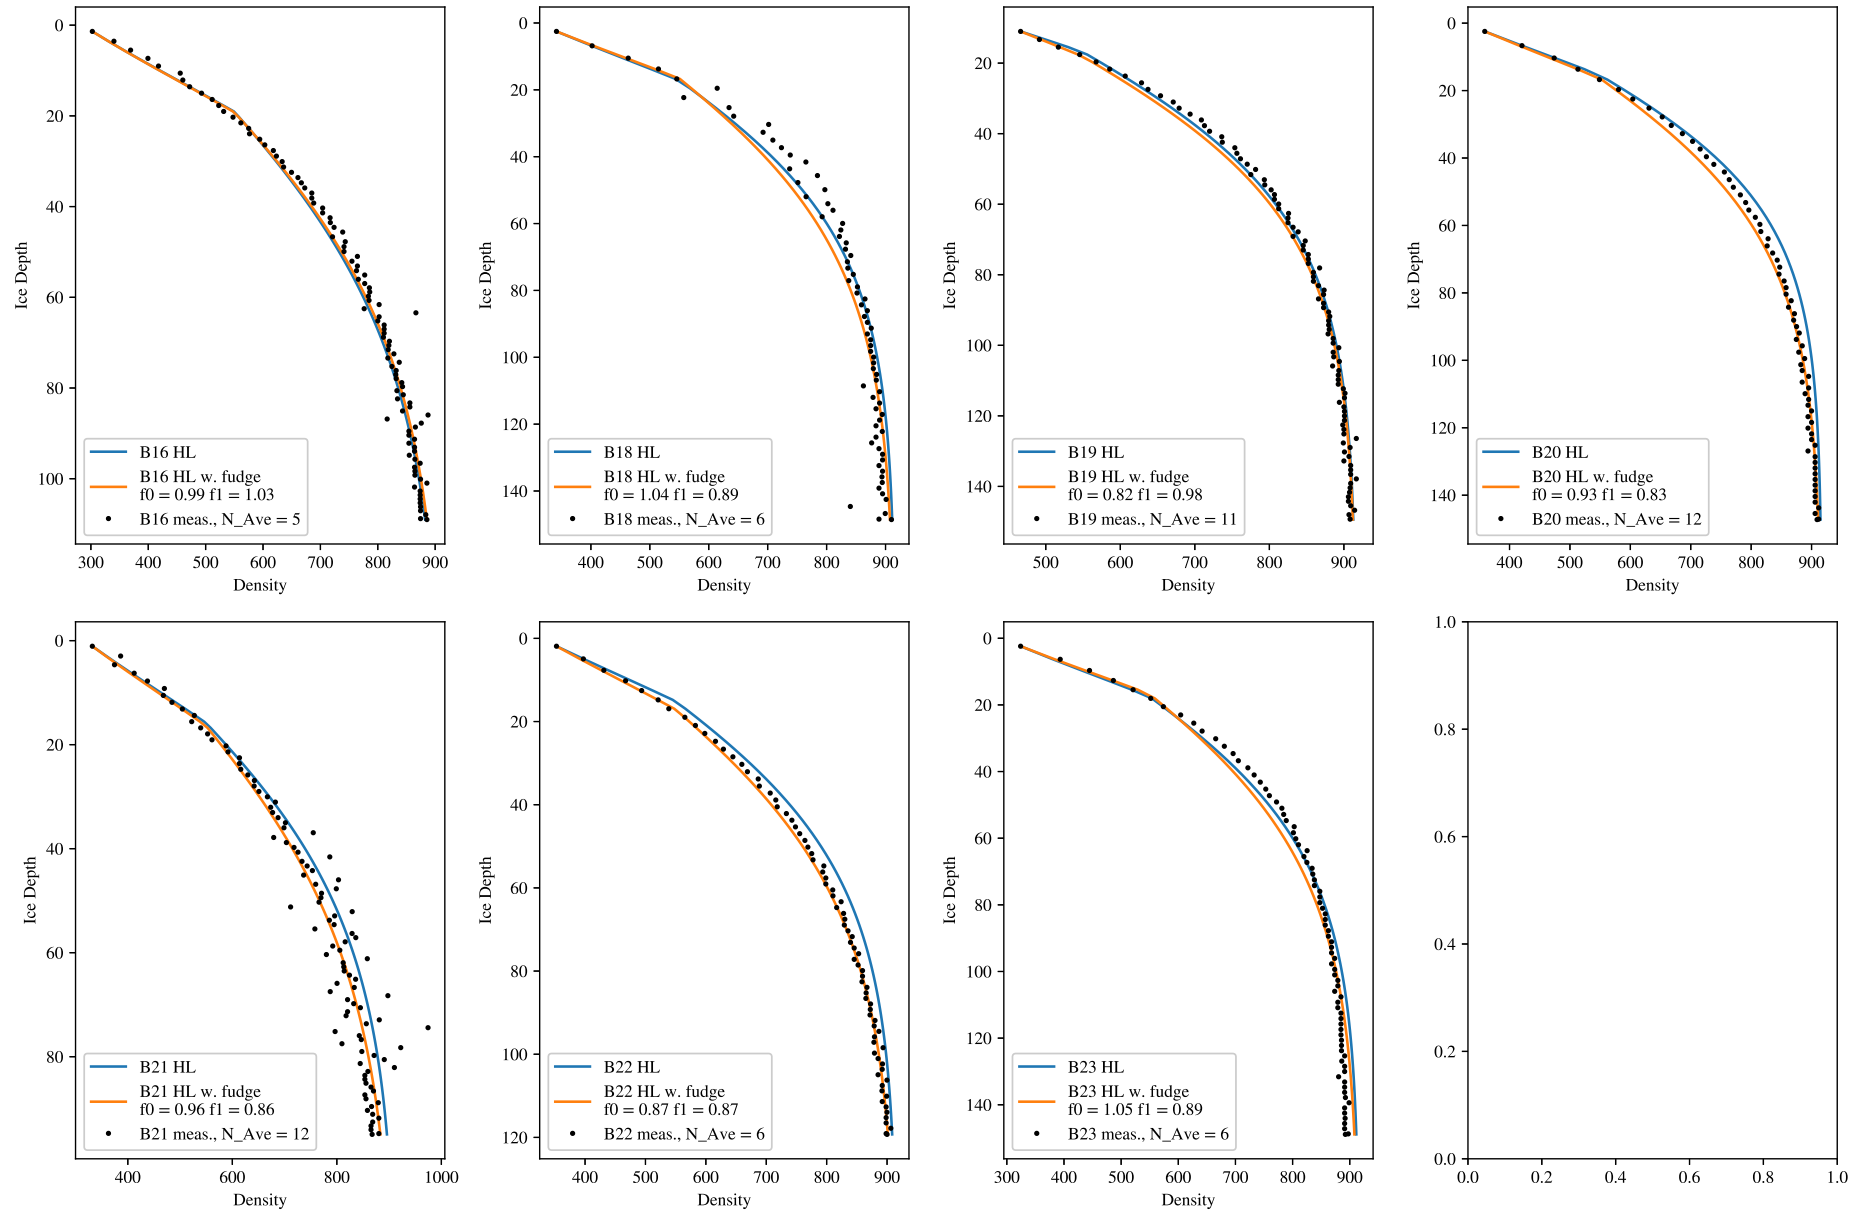 0
20
40
60
80
100
Ice Depth
B16 HL
B16 HL w. fudge
f0 = 0.99 f1 = 1.03
B16 meas., N_Ave = 5
300 400 500 600 700 800 900
Density
0
20
40
60
80
100
120
140
Ice Depth
B18 HL
B18 HL w. fudge
f0 = 1.04 f1 = 0.89
B18 meas., N_Ave = 6
400 500 600 700 800 900
Density
20
40
60
80
100
120
140
Ice Depth
B19 HL
B19 HL w. fudge
f0 = 0.82 f1 = 0.98
B19 meas., N_Ave = 11
500 600 700 800 900
Density
0
20
40
60
80
100
120
140
Ice Depth
B20 HL
B20 HL w. fudge
f0 = 0.93 f1 = 0.83
B20 meas., N_Ave = 12
400 500 600 700 800 900
Density
0
20
40
60
80
Ice Depth
B21 HL
B21 HL w. fudge
f0 = 0.96 f1 = 0.86
B21 meas., N_Ave = 12
400 600 800 1000
Density
0
20
40
60
80
100
120
Ice Depth
B22 HL
B22 HL w. fudge
f0 = 0.87 f1 = 0.87
B22 meas., N_Ave = 6
400 500 600 700 800 900
Density
0
20
40
60
80
100
120
140
Ice Depth
B23 HL
B23 HL w. fudge
f0 = 1.05 f1 = 0.89
B23 meas., N_Ave = 6
300 400 500 600 700 800 900
Density
1.0
0.8
0.6
0.4
0.2
0.0
0.0 0.2 0.4 0.6 0.8 1.0